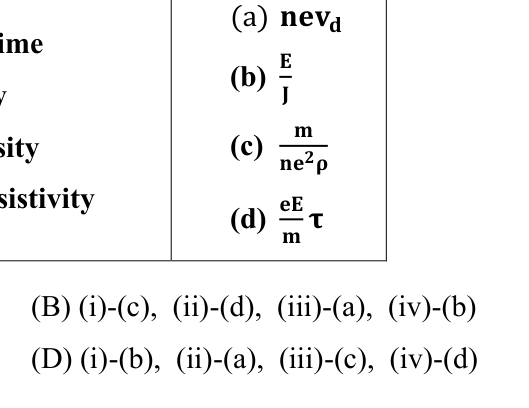 (a) nev_d
ime
(b) E/J
y
(c) m/ne²ρ
sity
sistivity
(d) eE/m τ
(B) (i)-(c), (ii)-(d), (iii)-(a), (iv)-(b)
(D) (i)-(b), (ii)-(a), (iii)-(c), (iv)-(d)